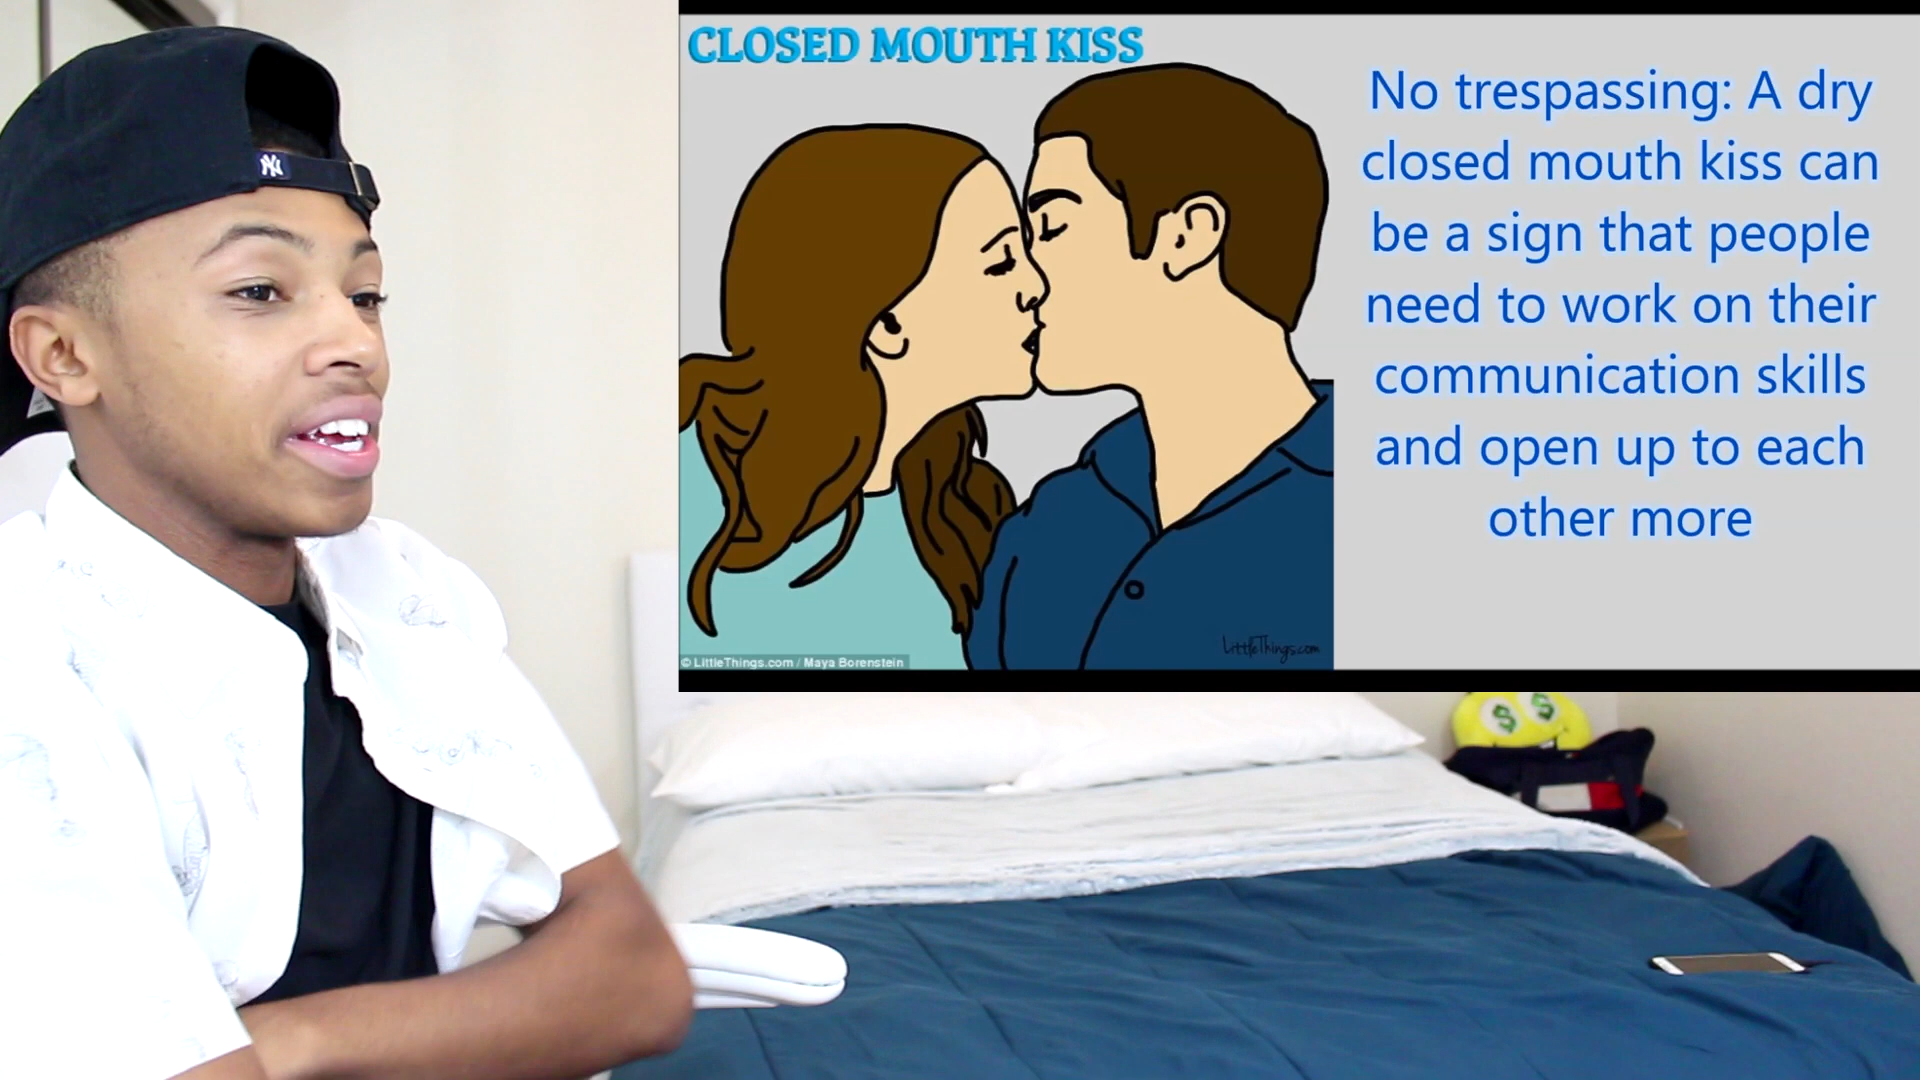 CLOSED MOUTH KISS
No trespassing: A dry
closed mouth kiss can
be a sign that people
need to work on their
communication skills
and open up to each
other more
LittleThings.com
© LittleThings.com / Maya Borenstein
NY
$ $